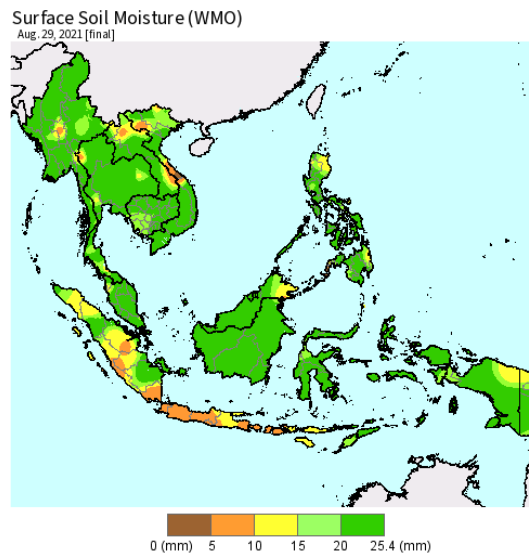 Surface Soil Moisture (WMO)
Aug. 29, 2021 [final]
0 (mm) 5 10 15 20 25.4 (mm)